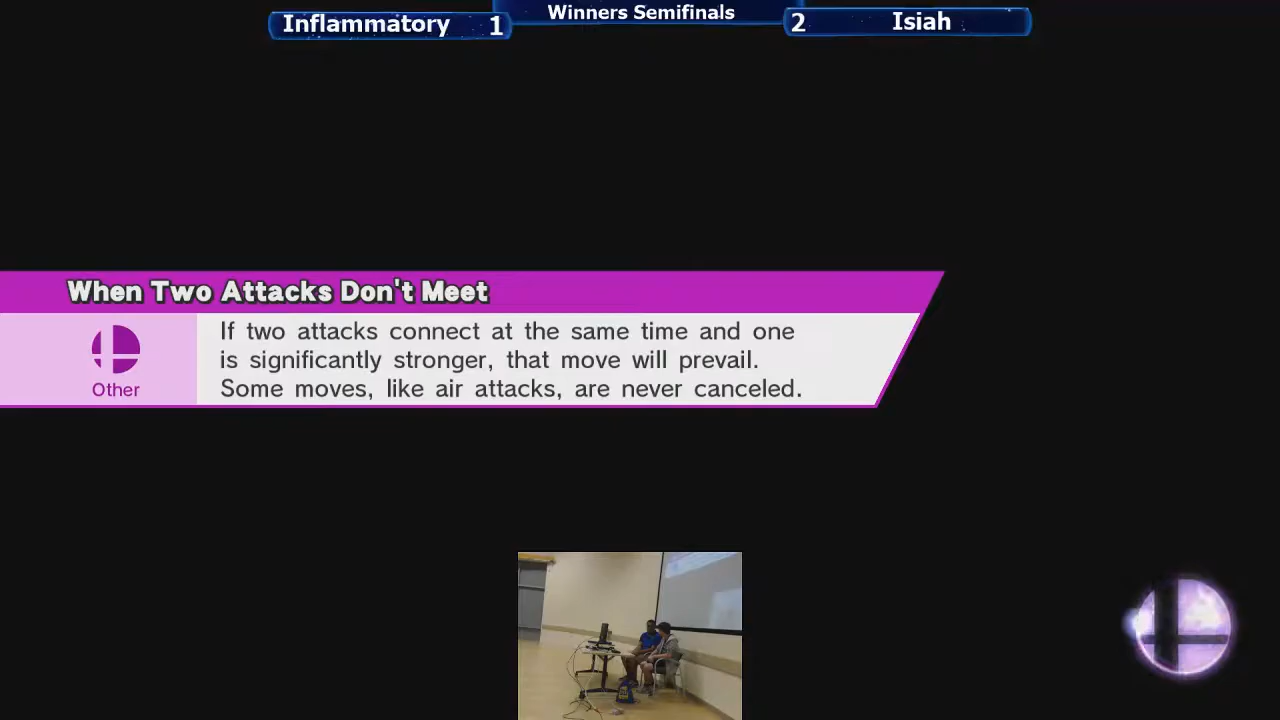 Inflammatory 1
Winners Semifinals
2 Isiah
When Two Attacks Don't Meet
If two attacks connect at the same time and one
is significantly stronger, that move will prevail.
Some moves, like air attacks, are never canceled.
Other